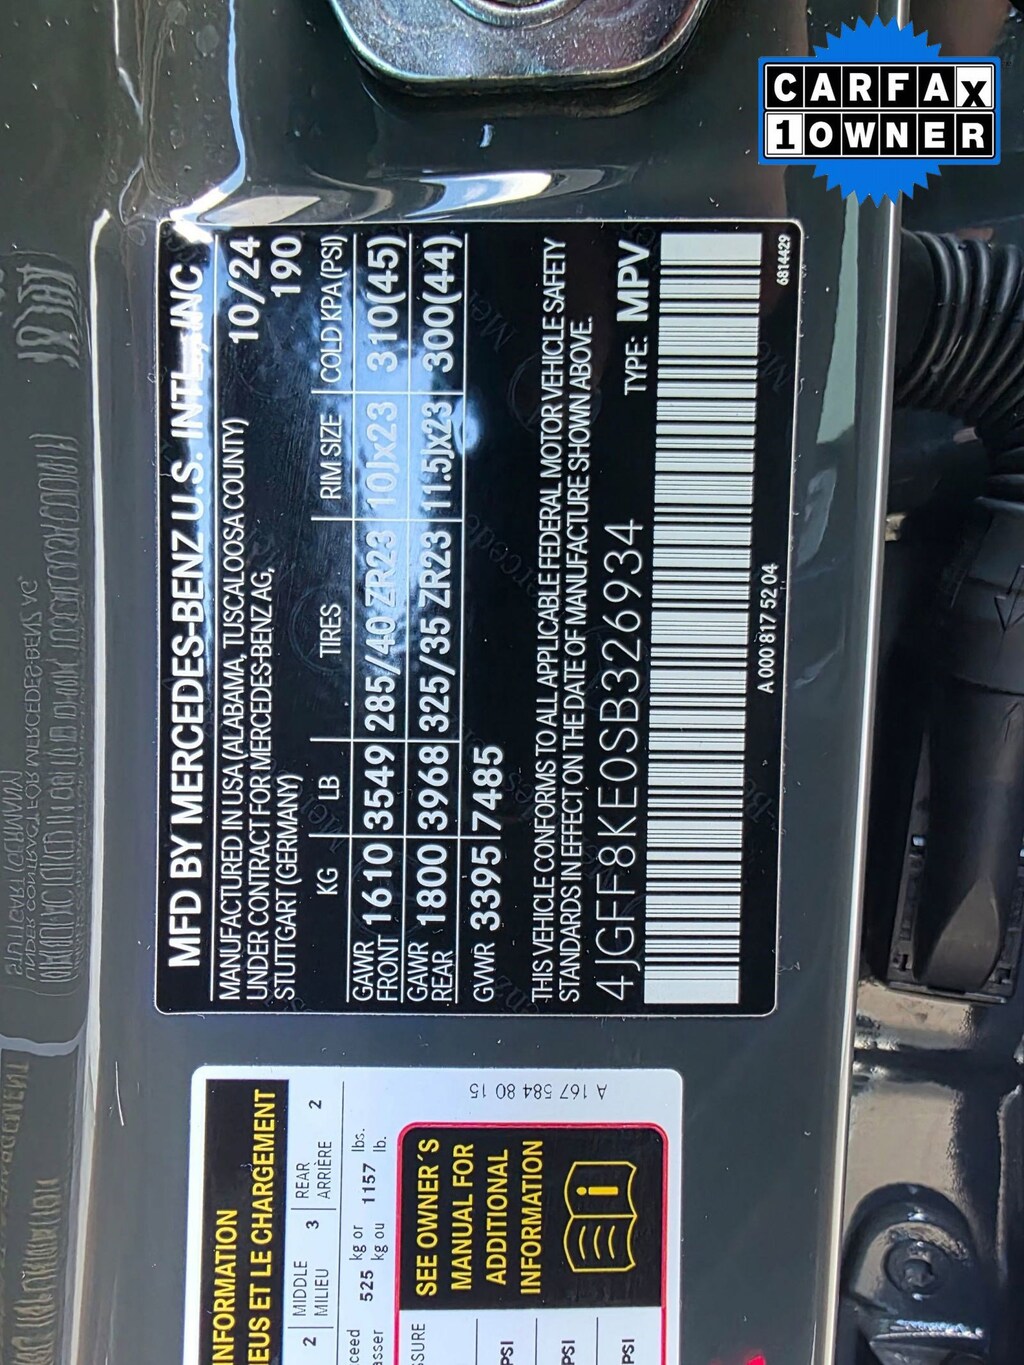 CARFAX
1 OWNER
MFD BY MERCEDES-BENZ U.S. INTL., INC
MANUFACTURED IN USA (ALABAMA, TUSCALOOSA COUNTY) 10/24
UNDER CONTRACT FOR MERCEDES-BENZ AG, 190
STUTTGART (GERMANY)
KG LB TIRES RIM SIZE COLD KPA(PSI)
GAWR FRONT 1610 3549 285/40 ZR23 10Jx23 310(45)
GAWR REAR 1800 3968 325/35 ZR23 11.5Jx23 300(44)
GVWR 3395 7485
THIS VEHICLE CONFORMS TO ALL APPLICABLE FEDERAL MOTOR VEHICLE SAFETY
STANDARDS IN EFFECT ON THE DATE OF MANUFACTURE SHOWN ABOVE.
4JGFF8KE0SB326934 TYPE: MPV
A 000 817 52 04 6814429
INFORMATION
EUS ET LE CHARGEMENT
2 MIDDLE MILIEU 3 REAR ARRIÈRE 2
ceed 525 kg or 1157 lbs.
asser kg ou lb.
A 167 584 80 15
SSURE
SEE OWNER'S
MANUAL FOR
ADDITIONAL
INFORMATION
i
PSI
PSI
PSI